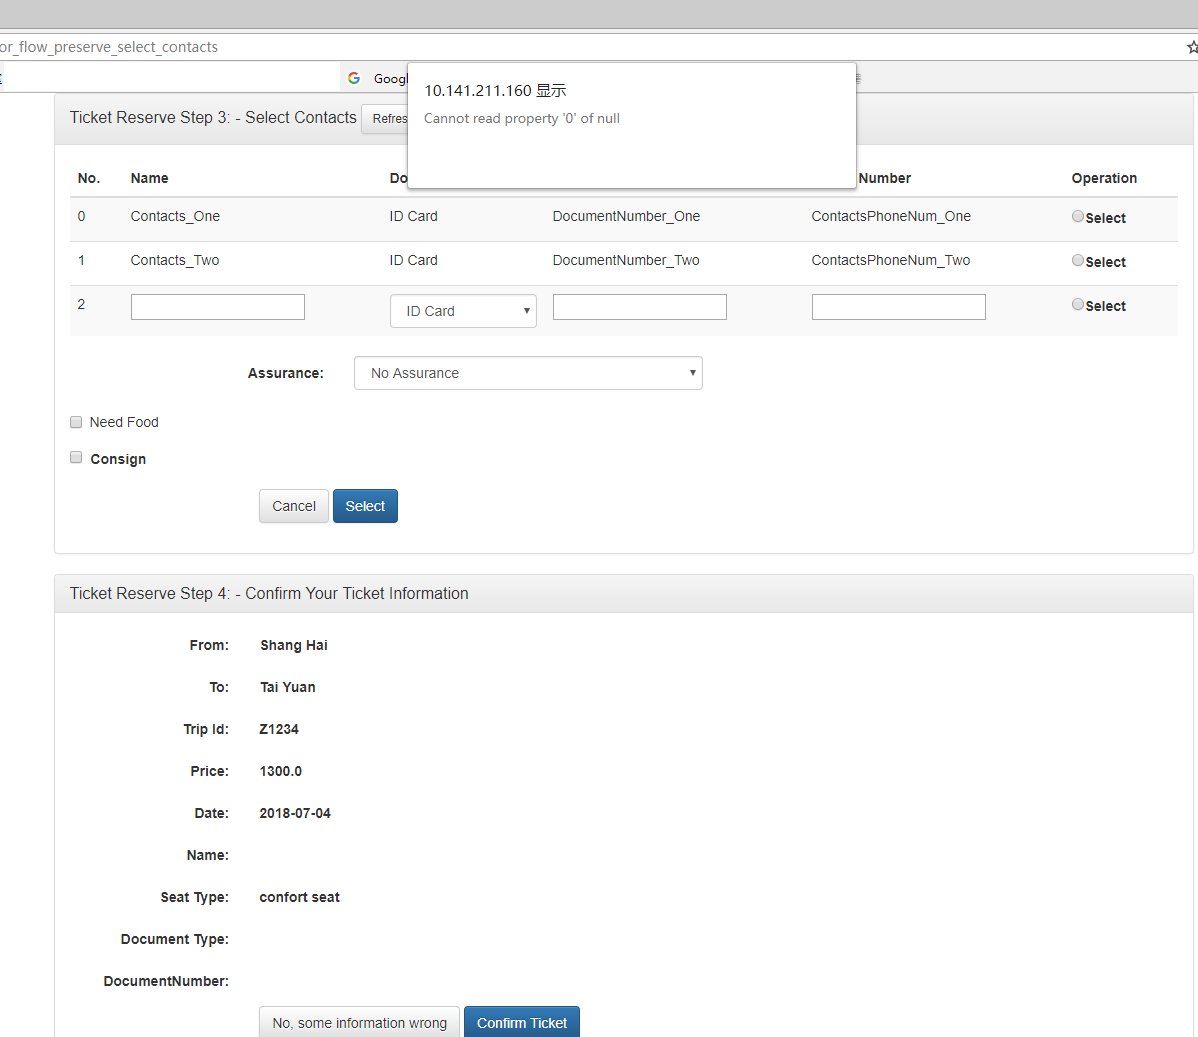 or_flow_preserve_select_contacts
10.141.211.160 显示
Cannot read property '0' of null
Ticket Reserve Step 3: - Select Contacts
No. Name Number Operation
0 Contacts_One ID Card DocumentNumber_One ContactsPhoneNum_One Select
1 Contacts_Two ID Card DocumentNumber_Two ContactsPhoneNum_Two Select
2 ID Card Select
Assurance: No Assurance
Need Food
Consign
Cancel Select
Ticket Reserve Step 4: - Confirm Your Ticket Information
From: Shang Hai
To: Tai Yuan
Trip Id: Z1234
Price: 1300.0
Date: 2018-07-04
Name:
Seat Type: confort seat
Document Type:
DocumentNumber:
No, some information wrong Confirm Ticket